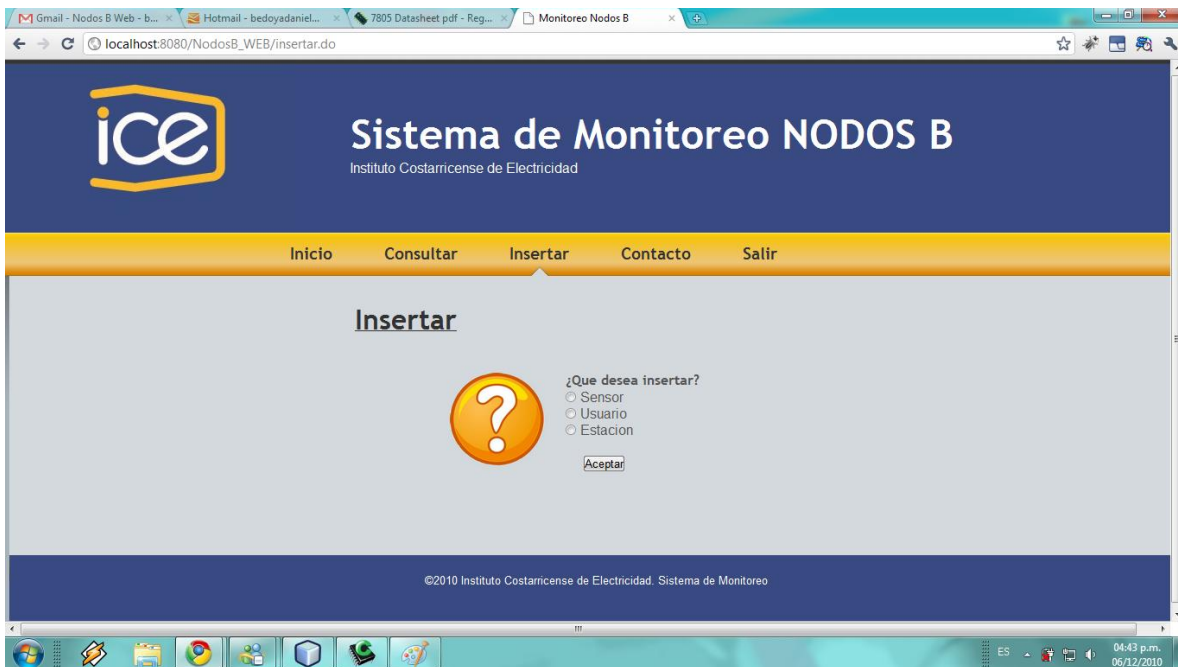 Gmail - Nodos B Web - b...
Hotmail - bedoyadaniel...
7805 Datasheet pdf - Reg...
Monitoreo Nodos B
localhost:8080/NodosB_WEB/insertar.do
ice
Sistema de Monitoreo NODOS B
Instituto Costarricense de Electricidad
Inicio Consultar Insertar Contacto Salir
Insertar
¿Que desea insertar?
Sensor
Usuario
Estacion
Aceptar
©2010 Instituto Costarricense de Electricidad. Sistema de Monitoreo
ES
04:43 p.m.
06/12/2010